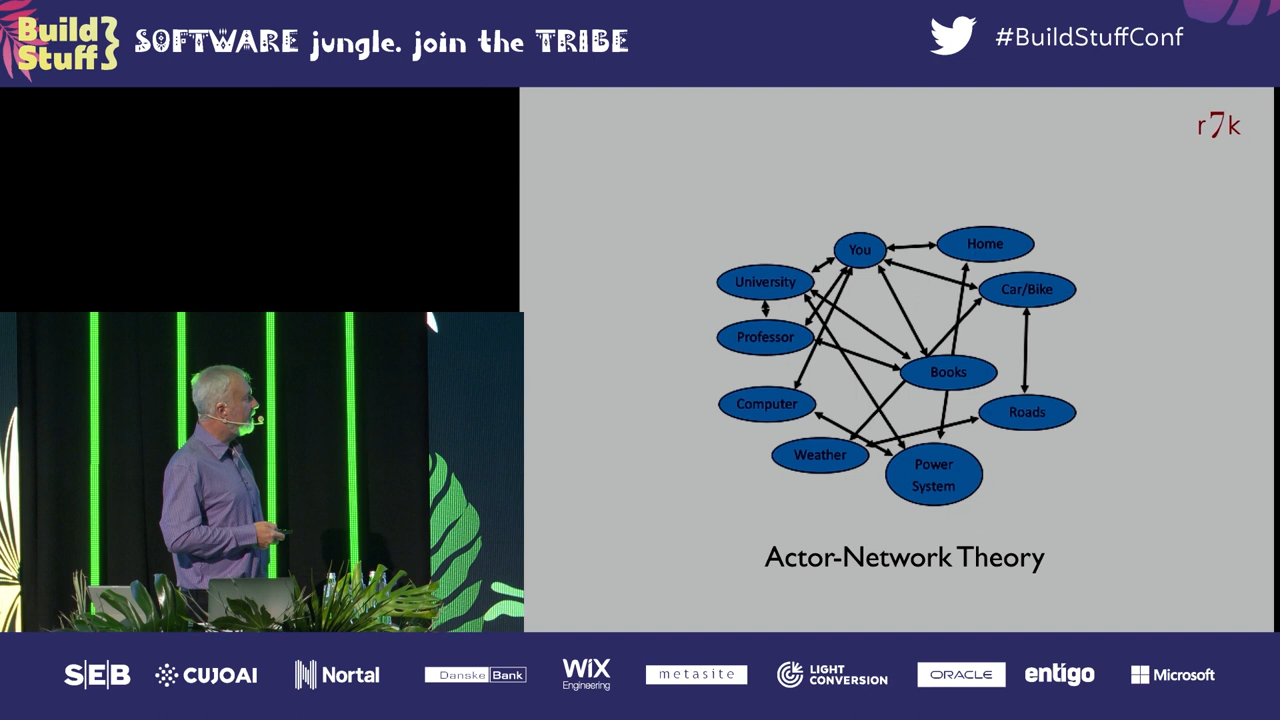 Build
Stuff}
SOFTWARE jungle. join the TRIBE
#BuildStuffConf
r7k
You
Home
University
Car/Bike
Professor
Books
Computer
Roads
Weather
Power
System
Actor-Network Theory
S|E|B
CUJOAI
Nortal
Danske Bank
WiX
Engineering
metasite
LIGHT
CONVERSION
ORACLE
entigo
Microsoft